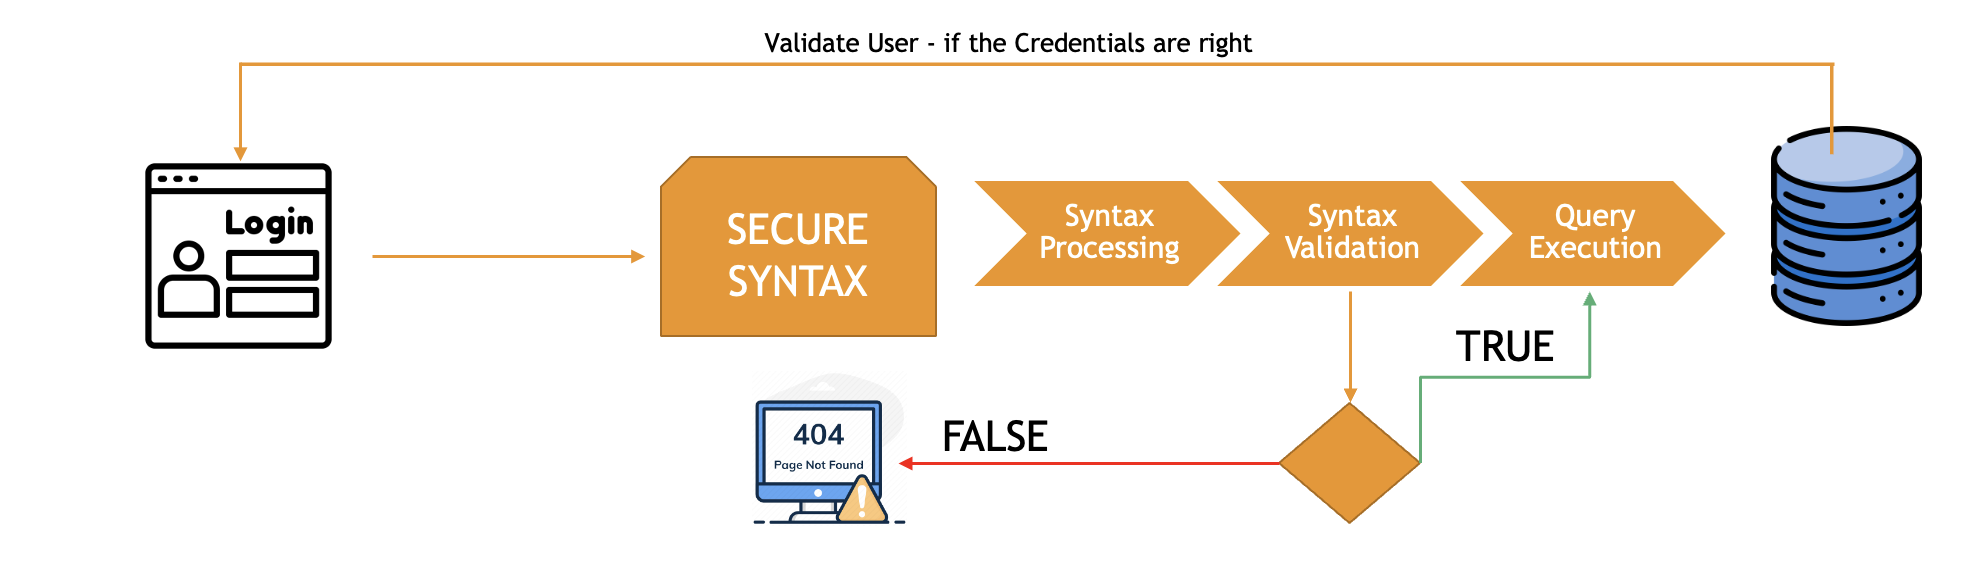 Validate User - if the Credentials are right
Login
SECURE
SYNTAX
Syntax
Processing
Syntax
Validation
Query
Execution
TRUE
FALSE
404
Page Not Found
!